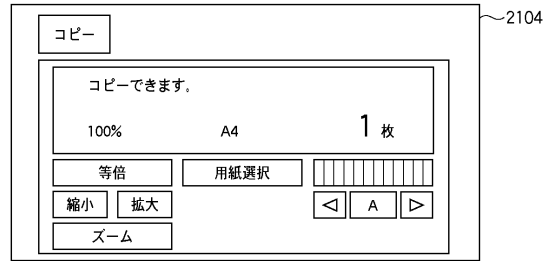 コピー
2104
コピーできます。
100% A4 1 枚
等倍 用紙選択
縮小 拡大 A
ズーム